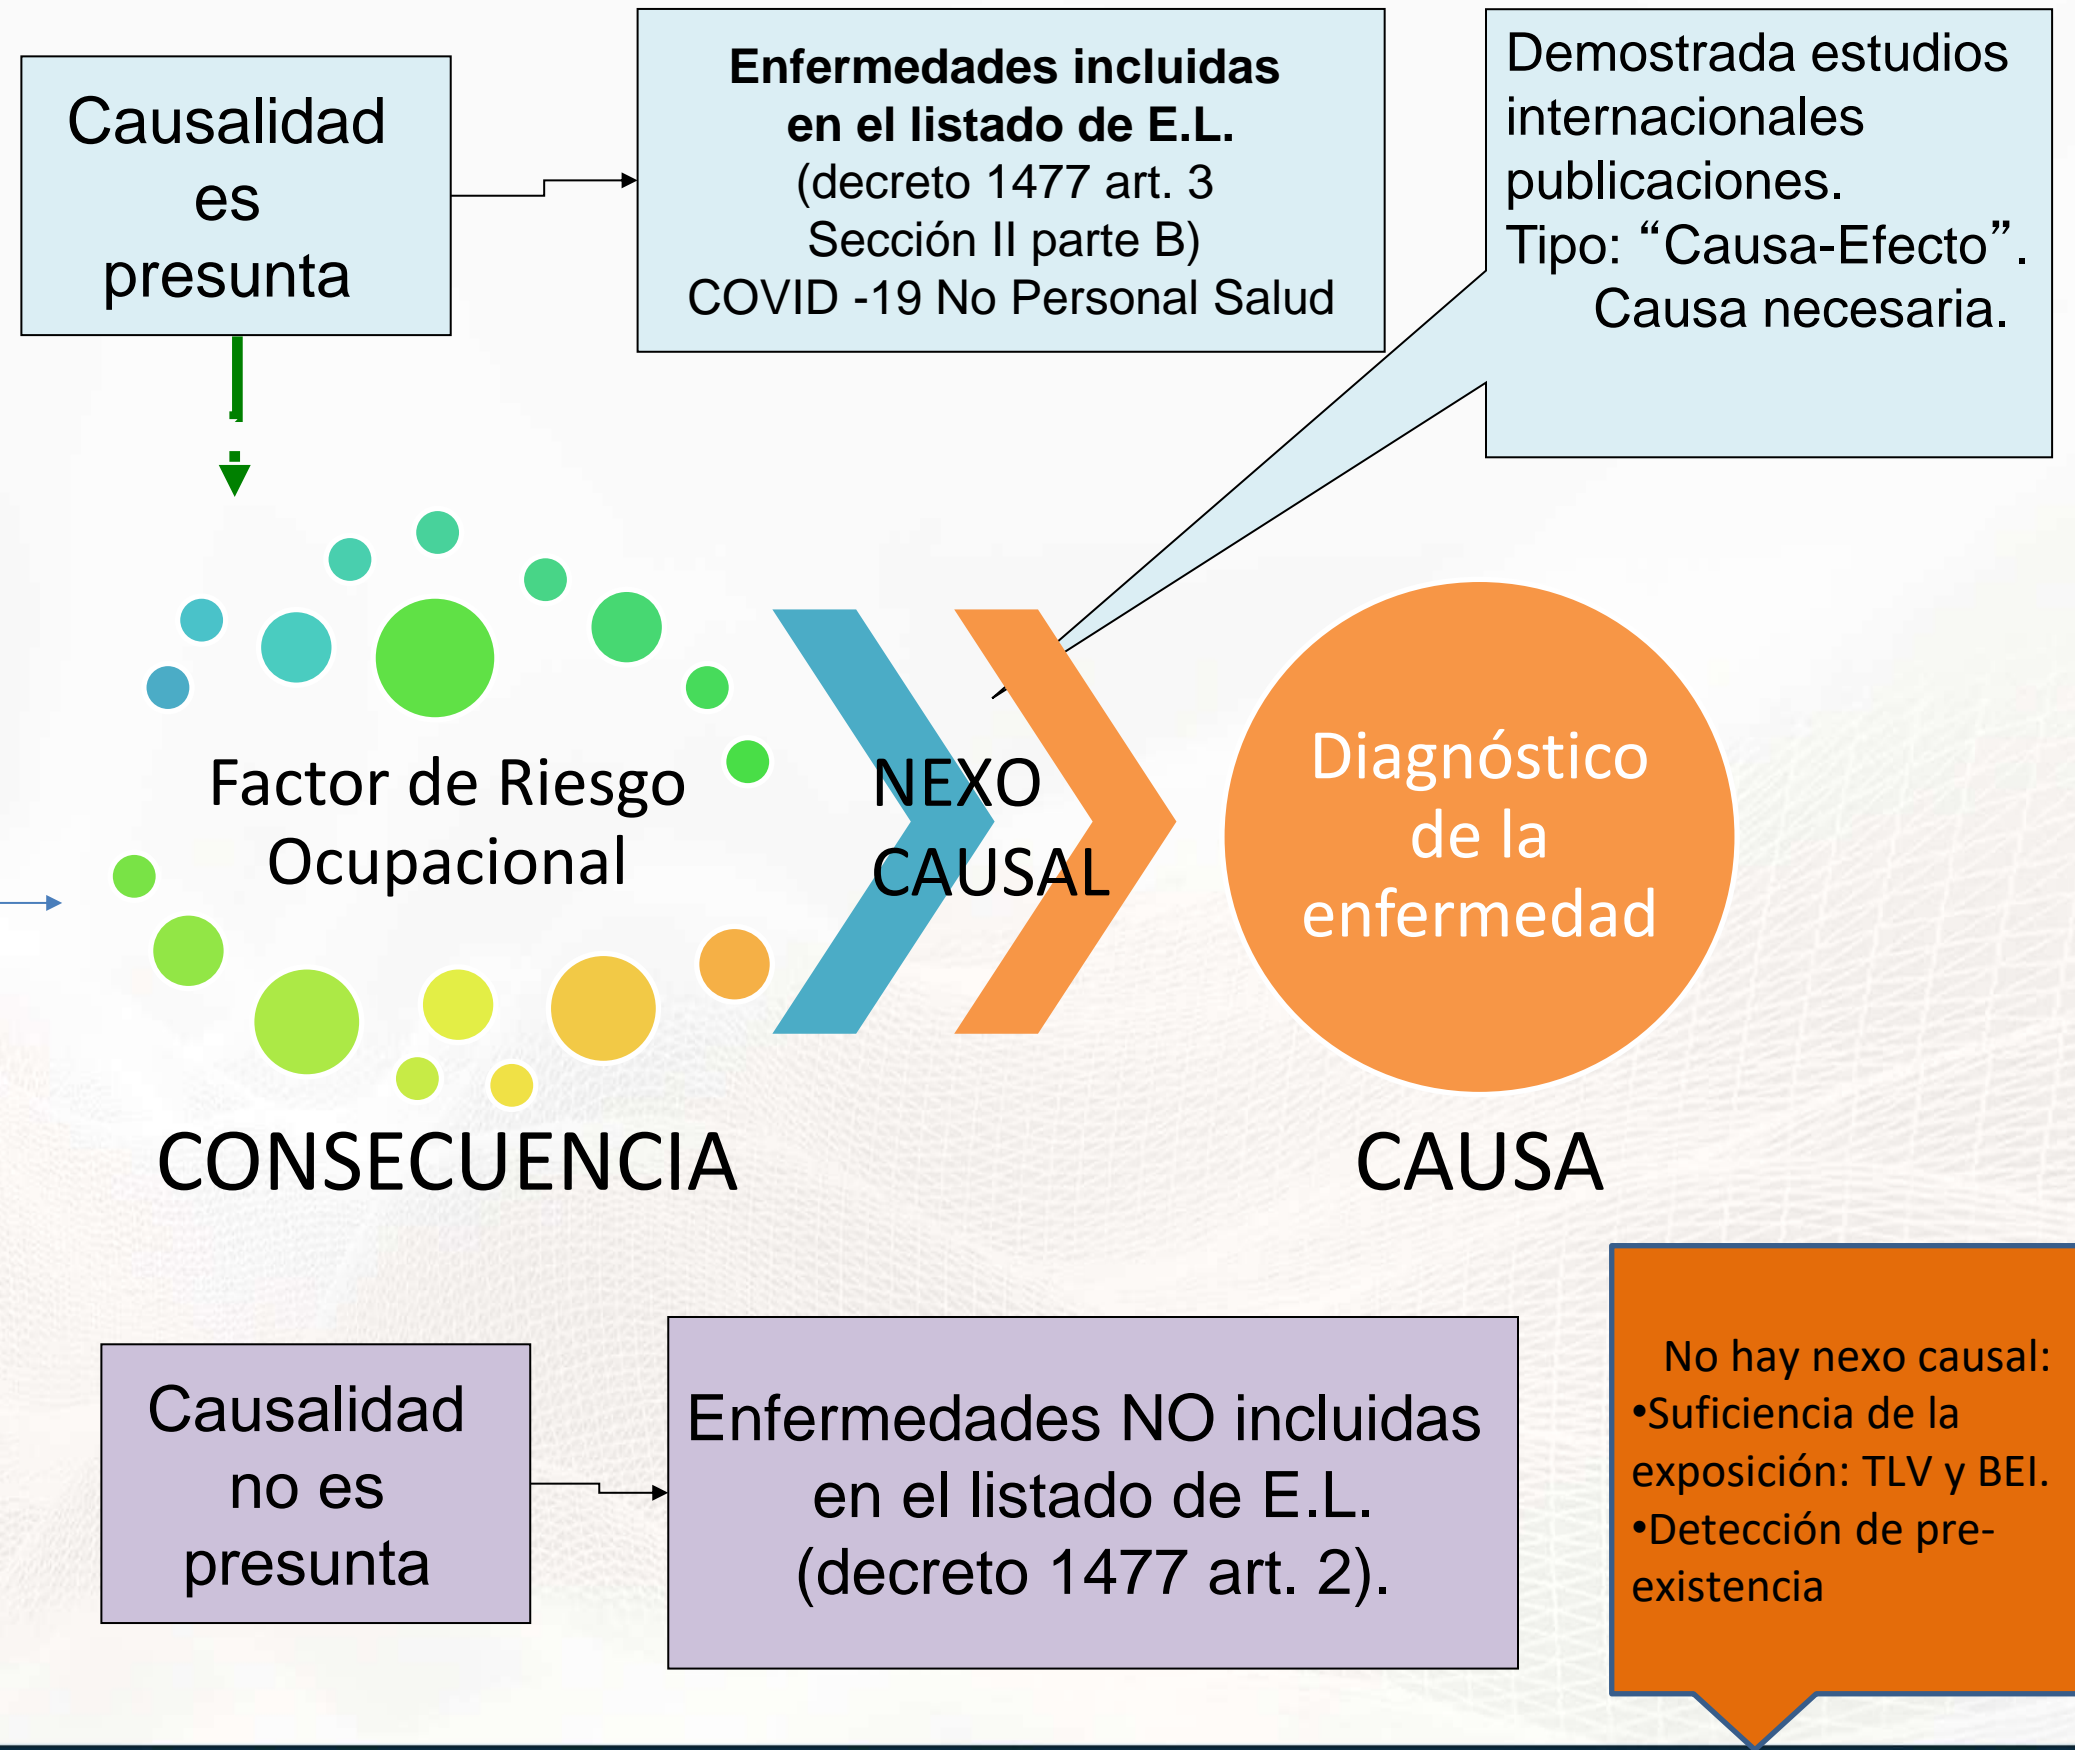 Causalidad
es
presunta
Enfermedades incluidas
en el listado de E.L.
(decreto 1477 art. 3
Sección II parte B)
COVID -19 No Personal Salud
Demostrada estudios
internacionales
publicaciones.
Tipo: “Causa-Efecto”.
Causa necesaria.
Factor de Riesgo
Ocupacional
NEXO
CAUSAL
Diagnóstico
de la
enfermedad
CONSECUENCIA
CAUSA
Causalidad
no es
presunta
Enfermedades NO incluidas
en el listado de E.L.
(decreto 1477 art. 2).
No hay nexo causal:
•Suficiencia de la
exposición: TLV y BEI.
•Detección de pre-
existencia